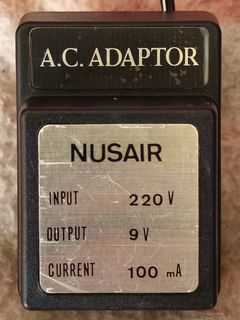 A.C. ADAPTOR
NUSAIR
INPUT 220 V
OUTPUT 9 V
CURRENT 100 mA